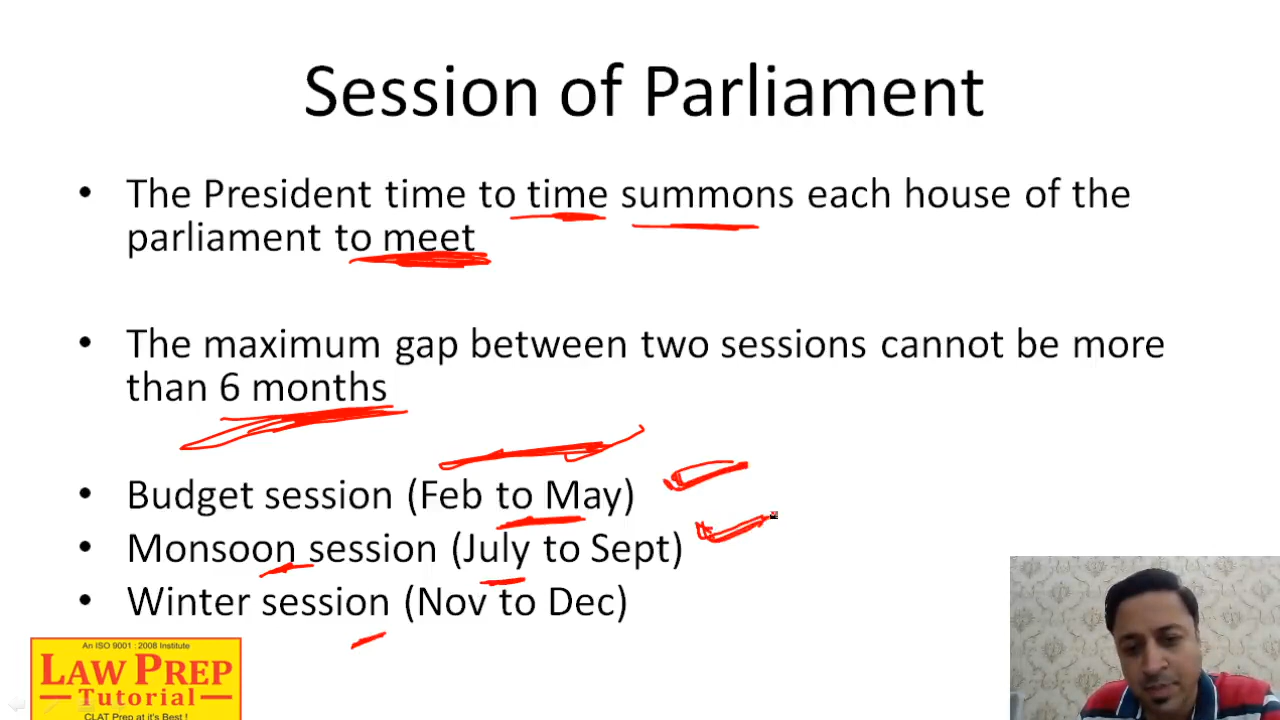 Session of Parliament
• The President time to time summons each house of the
parliament to meet
• The maximum gap between two sessions cannot be more
than 6 months
• Budget session (Feb to May)
• Monsoon session (July to Sept)
• Winter session (Nov to Dec)
An ISO 9001 : 2008 Institute
LAW PREP
Tutorial
CLAT Prep at it's Best !